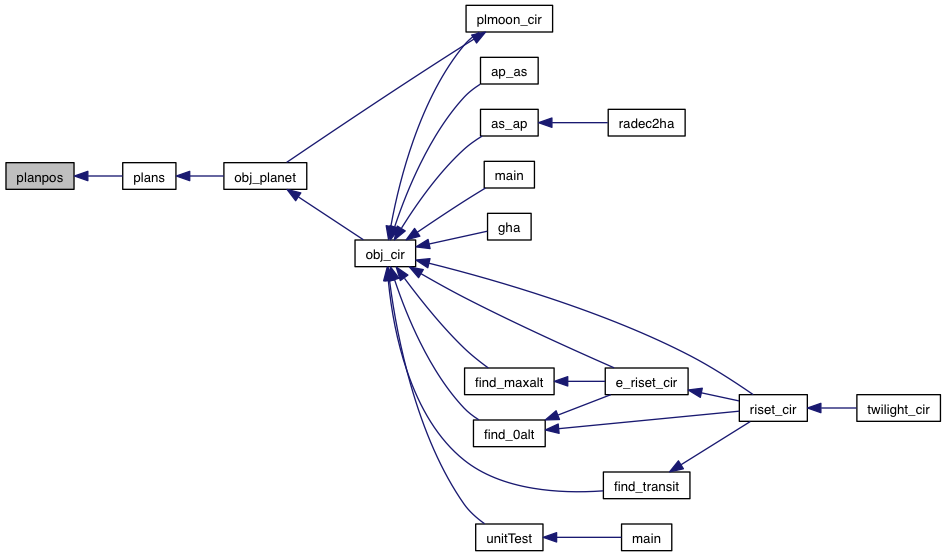 plmoon_cir
ap_as
as_ap
radec2ha
planpos
plans
obj_planet
main
gha
obj_cir
find_maxalt
e_riset_cir
riset_cir
twilight_cir
find_0alt
find_transit
unitTest
main